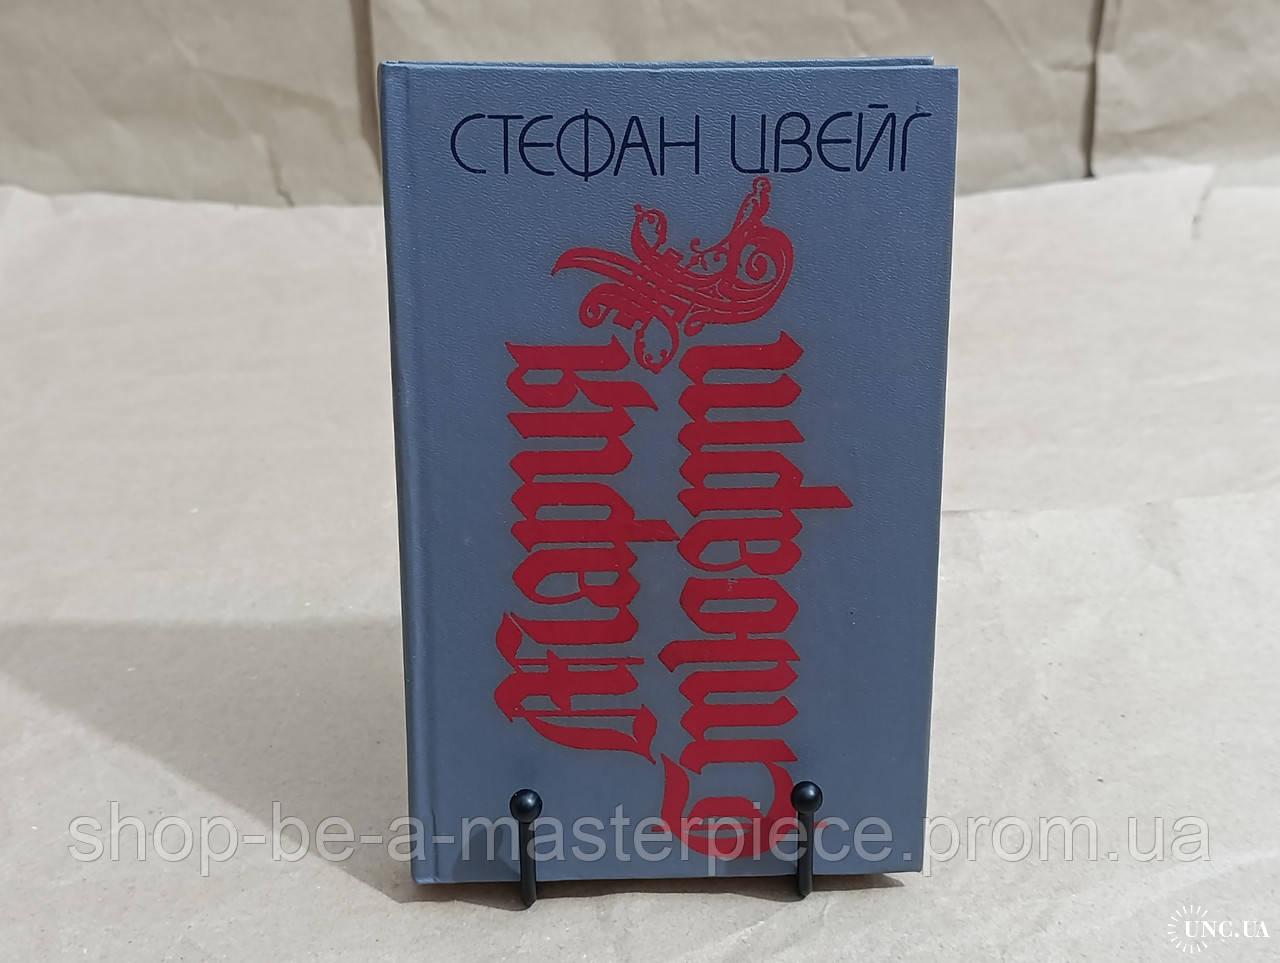 СТЕФАН ЦВЕЙГ
Мария
Стюарт
shop-be-a-masterpiece.prom.ua
UNC.UA